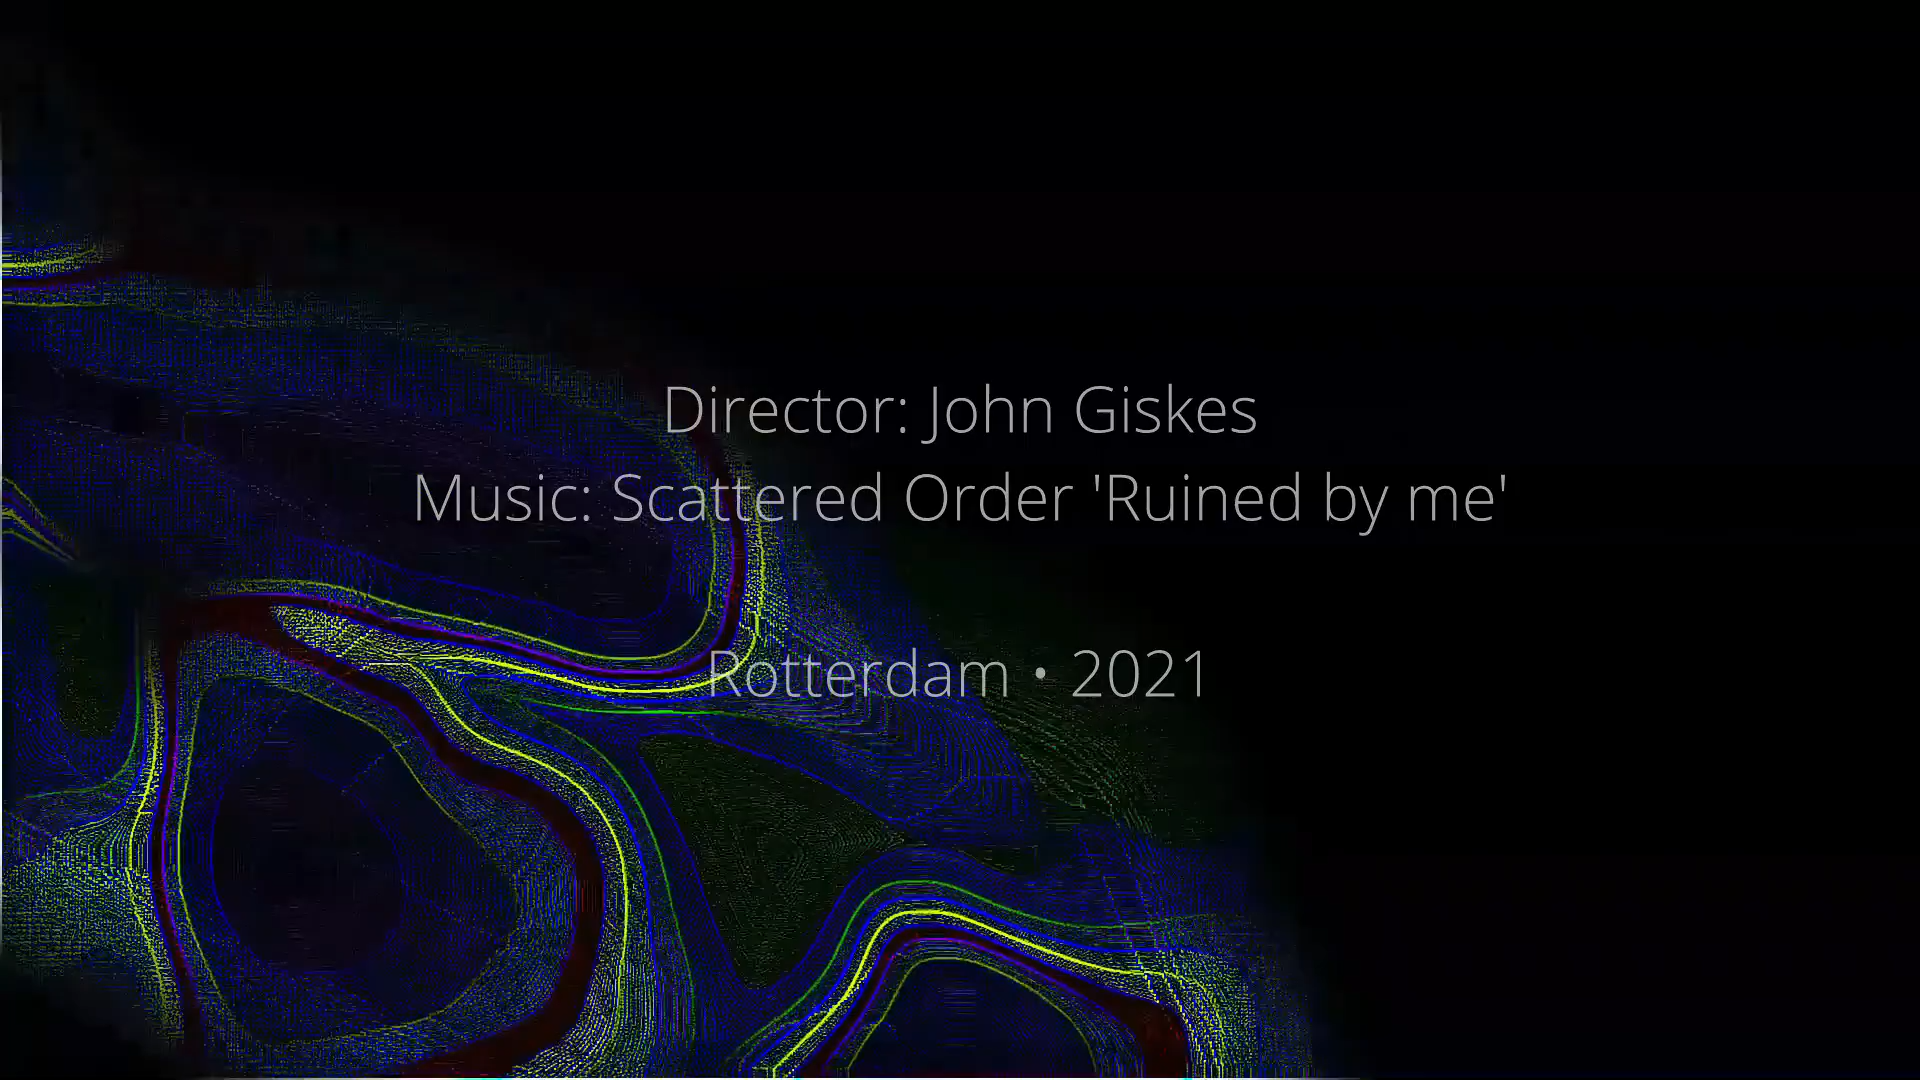 Director: John Giskes
Music: Scattered Order 'Ruined by me'
Rotterdam • 2021